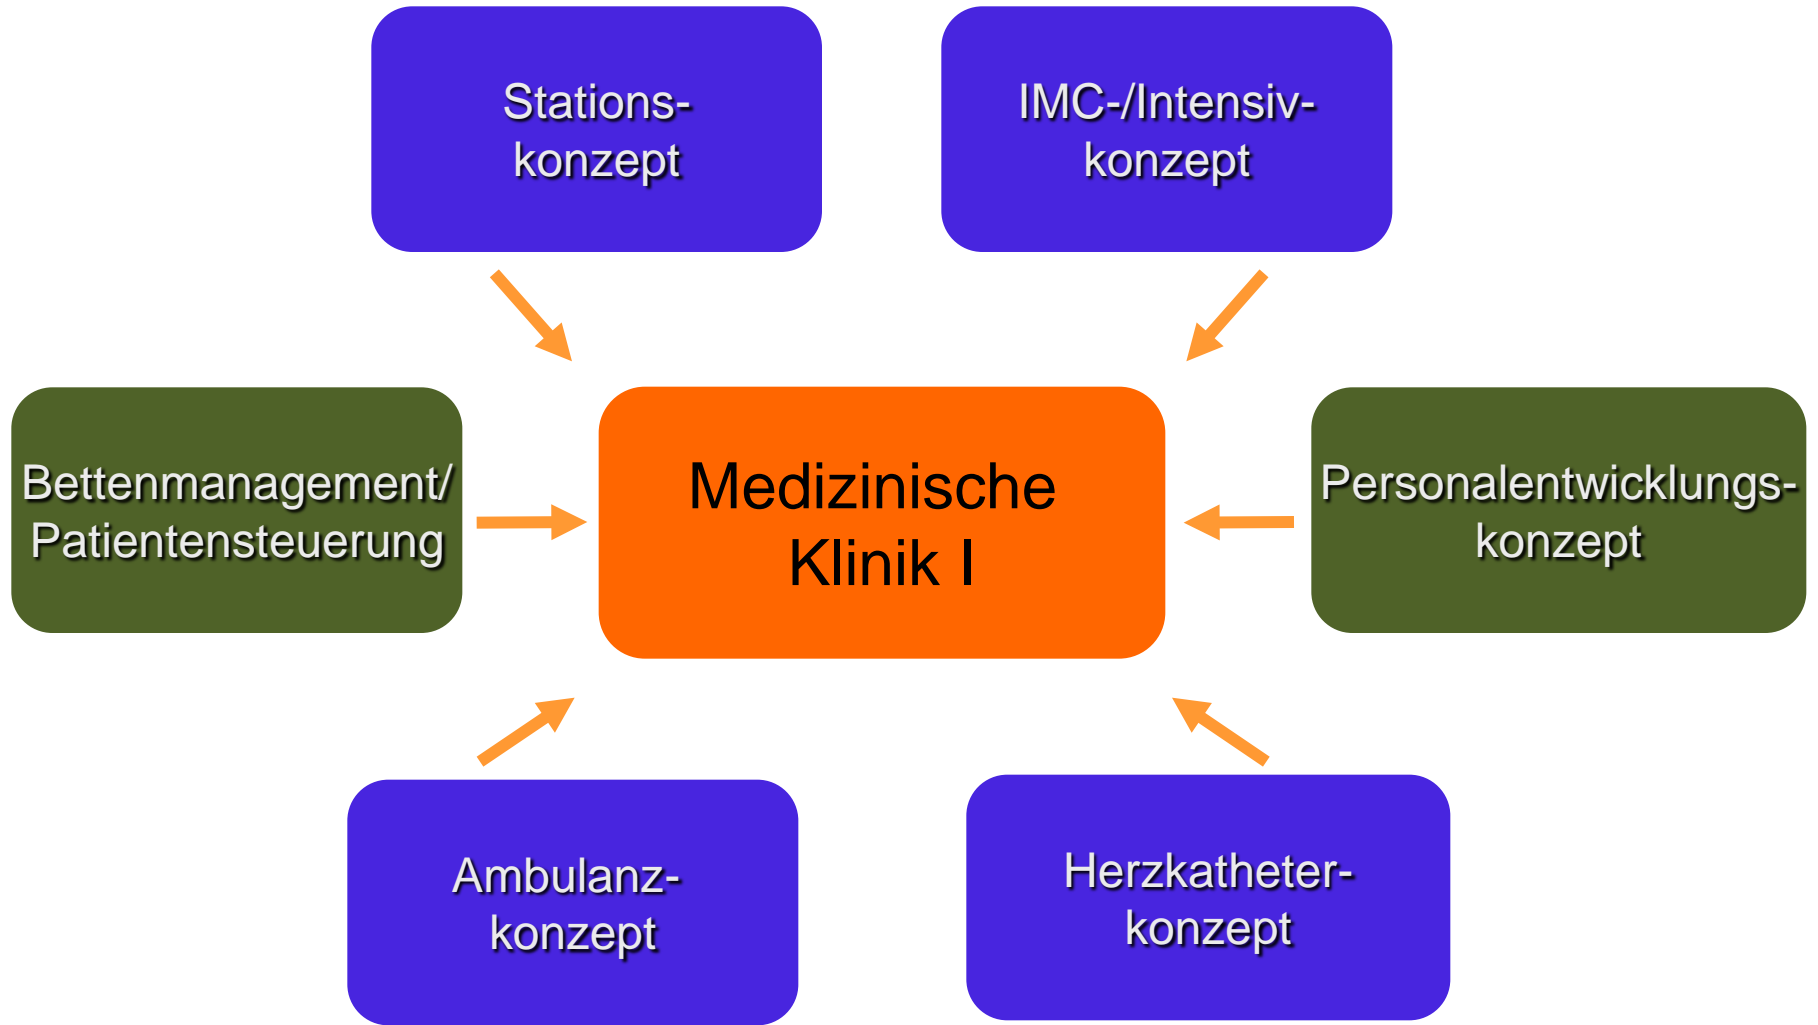 Stations-
konzept
IMC-/Intensiv-
konzept
Bettenmanagement/
Patientensteuerung
Medizinische
Klinik I
Personalentwicklungs-
konzept
Ambulanz-
konzept
Herzkatheter-
konzept